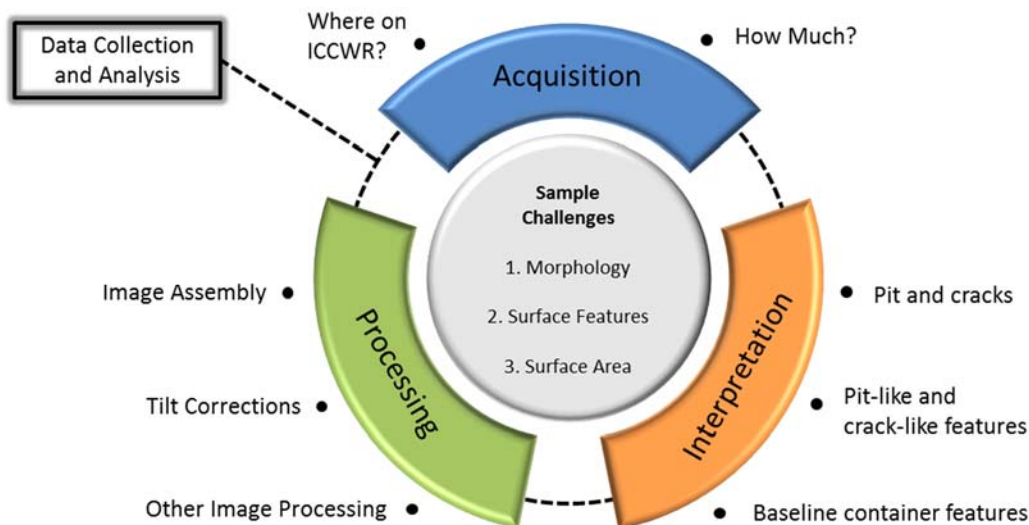 Data Collection
and Analysis
Where on
ICCWR?
How Much?
Acquisition
Sample
Challenges
1. Morphology
2. Surface Features
3. Surface Area
Processing
Image Assembly
Tilt Corrections
Other Image Processing
Interpretation
Pit and cracks
Pit-like and
crack-like features
Baseline container features